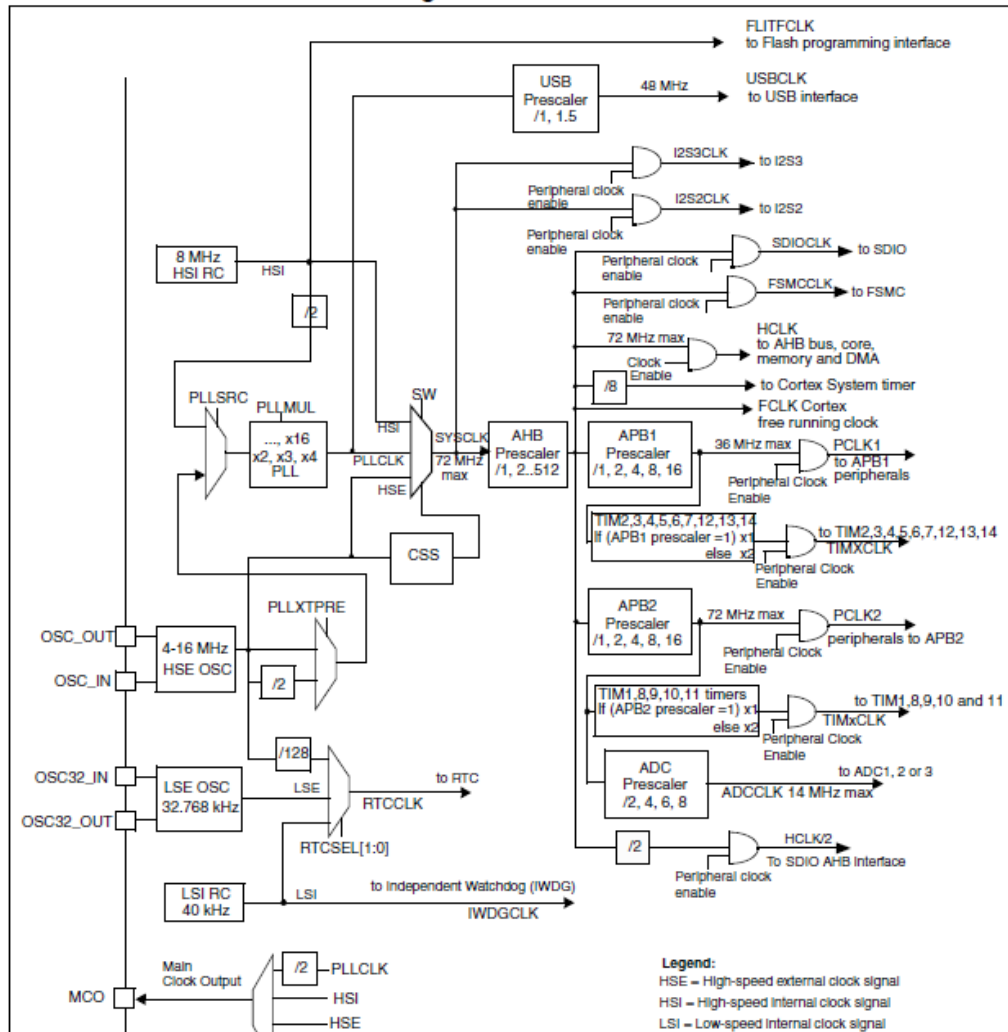 FLITFCLK
to Flash programming interface
USB
Prescaler
/1, 1.5
48 MHz
USBCLK
to USB interface
I2S3CLK
to I2S3
Peripheral clock
enable
I2S2CLK
to I2S2
Peripheral clock
enable
8 MHz
HSI RC
HSI
SDIOCLK
to SDIO
Peripheral clock
enable
FSMCCLK
to FSMC
Peripheral clock
enable
/2
HCLK
to AHB bus, core,
memory and DMA
72 MHz max
Clock
Enable
/8
to Cortex System timer
FCLK Cortex
free running clock
PLLSRC
PLLMUL
..., x16
x2, x3, x4
PLL
SW
HSI
PLLCLK
HSE
SYSCLK
72 MHz
max
AHB
Prescaler
/1, 2..512
APB1
Prescaler
/1, 2, 4, 8, 16
36 MHz max
PCLK1
to APB1
peripherals
Peripheral Clock
Enable
TIM2,3,4,5,6,7,12,13,14
If (APB1 prescaler =1) x1
else x2
to TIM2,3,4,5,6,7,12,13,14
TIMXCLK
Peripheral Clock
Enable
CSS
PLLXTPRE
OSC_OUT
OSC_IN
4-16 MHz
HSE OSC
/2
APB2
Prescaler
/1, 2, 4, 8, 16
72 MHz max
PCLK2
peripherals to APB2
Peripheral Clock
Enable
TIM1,8,9,10,11 timers
If (APB2 prescaler =1) x1
else x2
to TIM1,8,9,10 and 11
TIMxCLK
Peripheral Clock
Enable
/128
OSC32_IN
OSC32_OUT
LSE OSC
32.768 kHz
LSE
to RTC
RTCCLK
RTCSEL[1:0]
ADC
Prescaler
/2, 4, 6, 8
to ADC1, 2 or 3
ADCCLK 14 MHz max
/2
HCLK/2
To SDIO AHB Interface
Peripheral clock
enable
LSI RC
40 kHz
LSI
to Independent Watchdog (IWDG)
IWDGCLK
Main
Clock Output
MCO
/2
PLLCLK
HSI
HSE
Legend:
HSE = High-speed external clock signal
HSI = High-speed internal clock signal
LSI = Low-speed internal clock signal